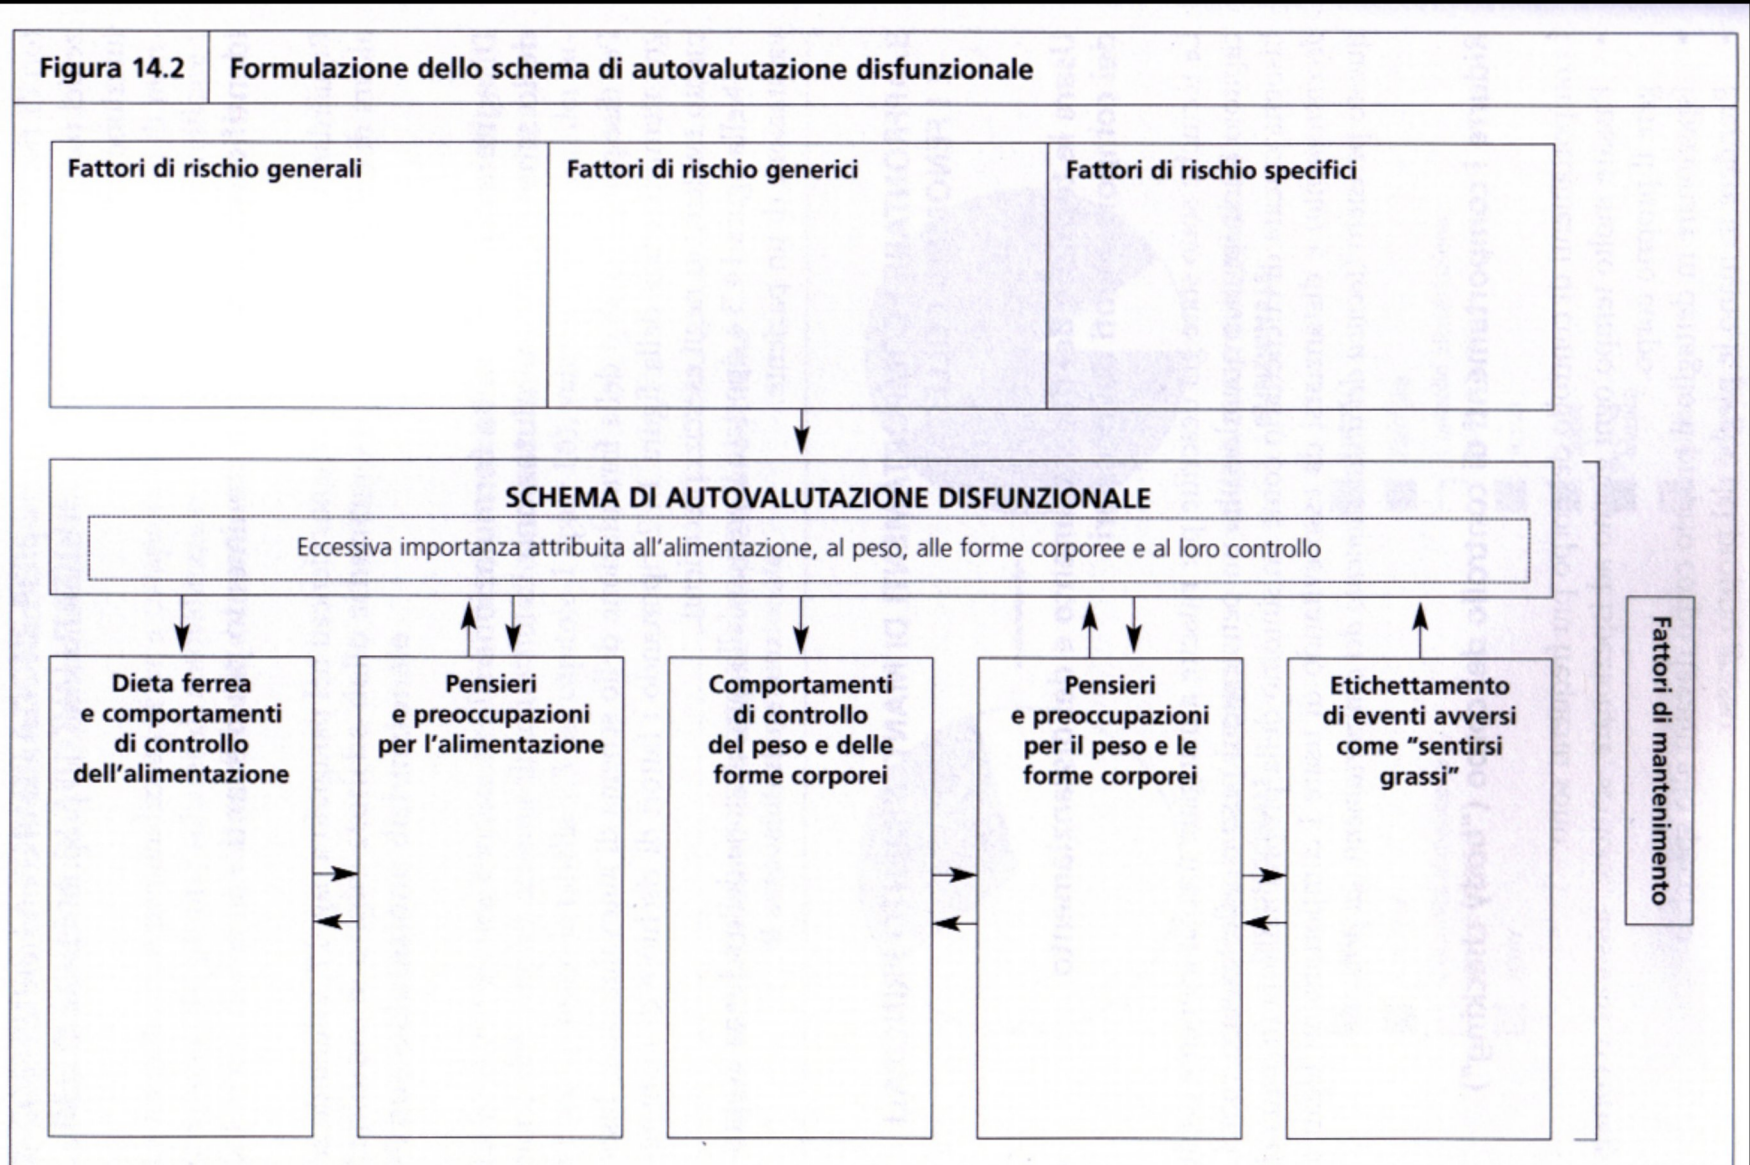 Figura 14.2
Formulazione dello schema di autovalutazione disfunzionale
Fattori di rischio generali
Fattori di rischio generici
Fattori di rischio specifici
SCHEMA DI AUTOVALUTAZIONE DISFUNZIONALE
Eccessiva importanza attribuita all'alimentazione, al peso, alle forme corporee e al loro controllo
Dieta ferrea
e comportamenti
di controllo
dell'alimentazione
Pensieri
e preoccupazioni
per l'alimentazione
Comportamenti
di controllo
del peso e delle
forme corporei
Pensieri
e preoccupazioni
per il peso e le
forme corporei
Etichettamento
di eventi avversi
come "sentirsi
grassi"
Fattori di mantenimento